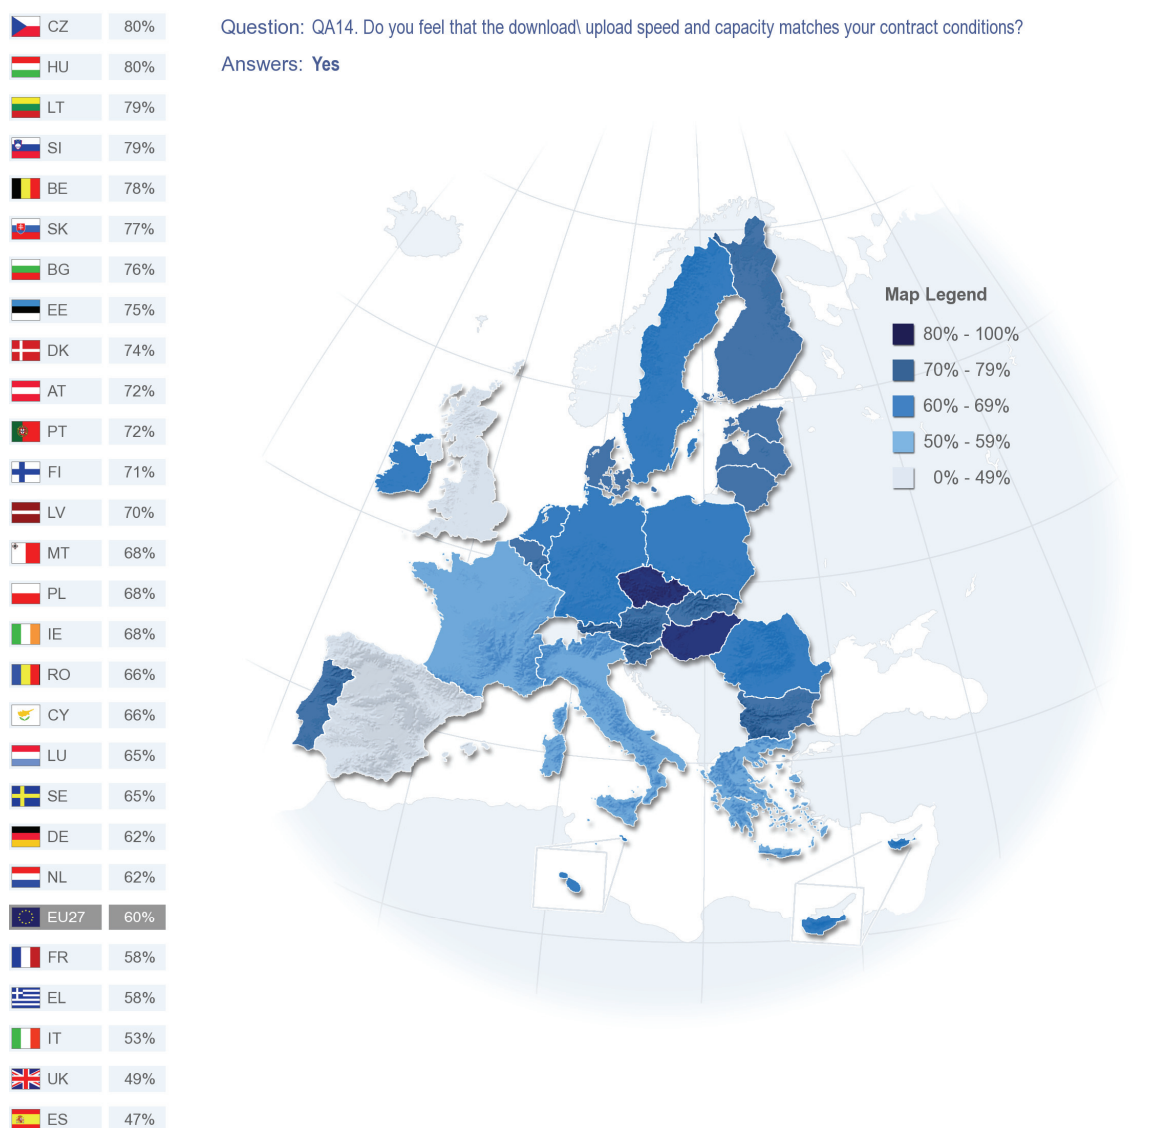 Question: QA14. Do you feel that the download\ upload speed and capacity matches your contract conditions?
Answers: Yes
CZ 80%
HU 80%
LT 79%
SI 79%
BE 78%
SK 77%
BG 76%
EE 75%
DK 74%
AT 72%
PT 72%
FI 71%
LV 70%
MT 68%
PL 68%
IE 68%
RO 66%
CY 66%
LU 65%
SE 65%
DE 62%
NL 62%
EU27 60%
FR 58%
EL 58%
IT 53%
UK 49%
ES 47%
Map Legend
80% - 100%
70% - 79%
60% - 69%
50% - 59%
0% - 49%